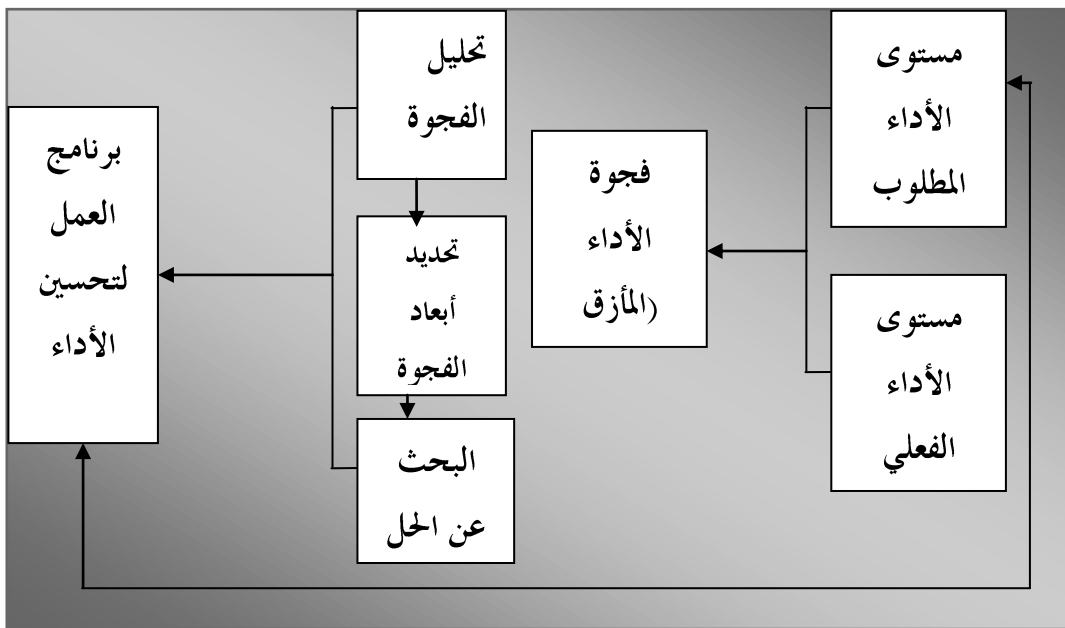 مستوى
الأداء
المطلوب
مستوى
الأداء
الفعلي
فجوة
الأداء
(المأزق
تحليل
الفجوة
تحديد
أبعاد
الفجوة
البحث
عن الحل
برنامج
العمل
لتحسين
الأداء